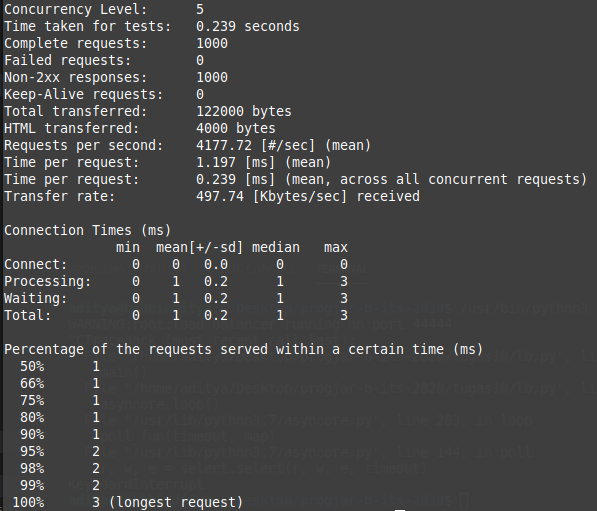 Concurrency Level:      5
Time taken for tests:   0.239 seconds
Complete requests:      1000
Failed requests:        0
Non-2xx responses:      1000
Keep-Alive requests:    0
Total transferred:      122000 bytes
HTML transferred:       4000 bytes
Requests per second:    4177.72 [#/sec] (mean)
Time per request:       1.197 [ms] (mean)
Time per request:       0.239 [ms] (mean, across all concurrent requests)
Transfer rate:          497.74 [Kbytes/sec] received
Connection Times (ms)
              min  mean[+/-sd] median   max
Connect:        0    0   0.0      0       0
Processing:     0    1   0.2      1       3
Waiting:        0    1   0.2      1       3
Total:          0    1   0.2      1       3
Percentage of the requests served within a certain time (ms)
  50%      1
  66%      1
  75%      1
  80%      1
  90%      1
  95%      2
  98%      2
  99%      2
 100%      3 (longest request)